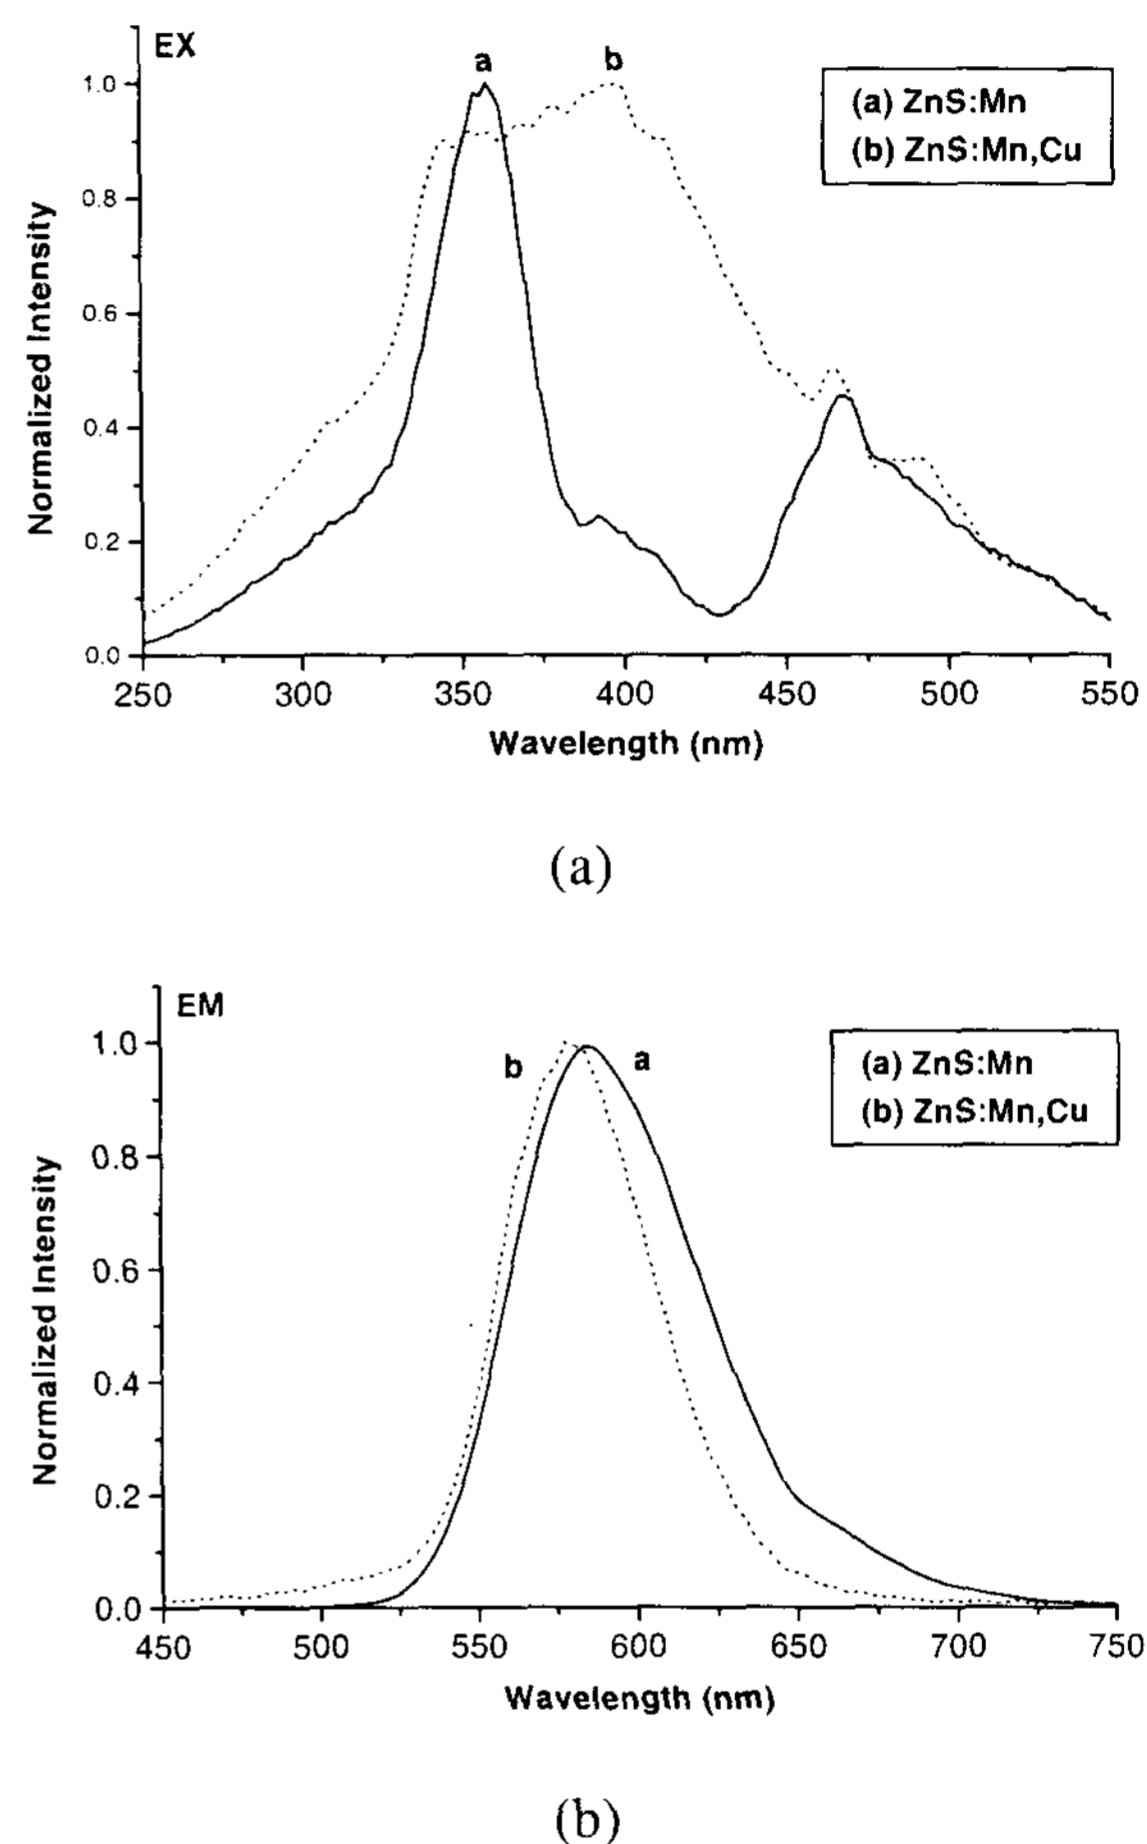 EX
a
b
(a) ZnS:Mn
(b) ZnS:Mn,Cu
1.0
0.8
0.6
0.4
0.2
0.0
Normalized Intensity
250 300 350 400 450 500 550
Wavelength (nm)
(a)
EM
b
a
(a) ZnS:Mn
(b) ZnS:Mn,Cu
1.0
0.8
0.6
0.4
0.2
0.0
Normalized Intensity
450 500 550 600 650 700 750
Wavelength (nm)
(b)